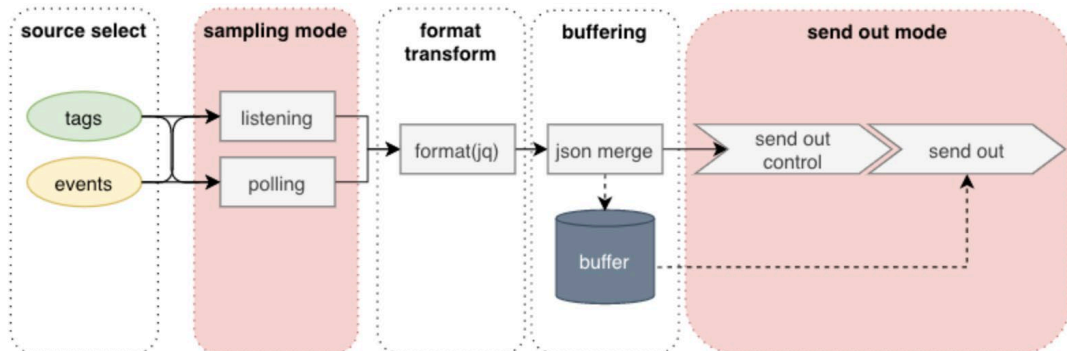 source select
sampling mode
format
transform
buffering
send out mode
tags
events
listening
polling
format(jq)
json merge
buffer
send out
control
send out